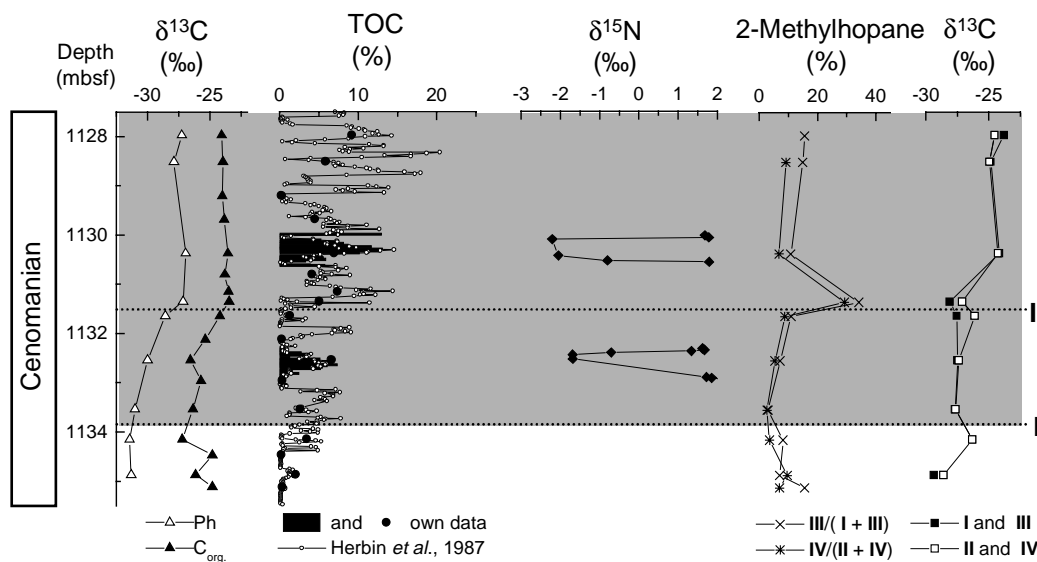 δ¹³C TOC δ¹⁵N 2-Methylhopane δ¹³C
Depth (‰) (%) (‰) (%) (‰)
(mbsf)
-30 -25 0 10 20 -3 -2 -1 0 1 2 0 20 40 -30 -25
1128
1130
1132
1134
Cenomanian
I
I
Ph and own data III/(I + III) I and III
C org. Herbin et al., 1987 IV/(II + IV) II and IV